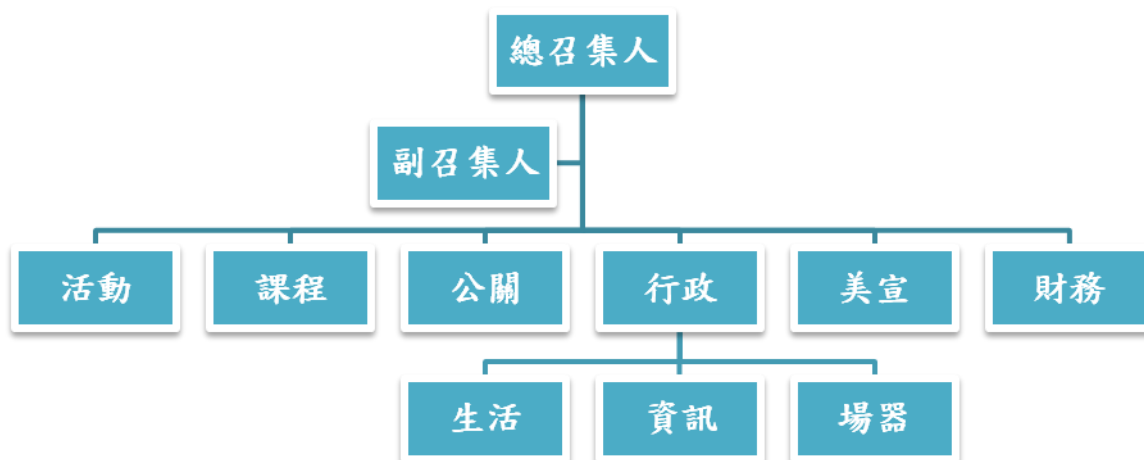 總召集人
副召集人
活動
課程
公關
行政
美宣
財務
生活
資訊
場器